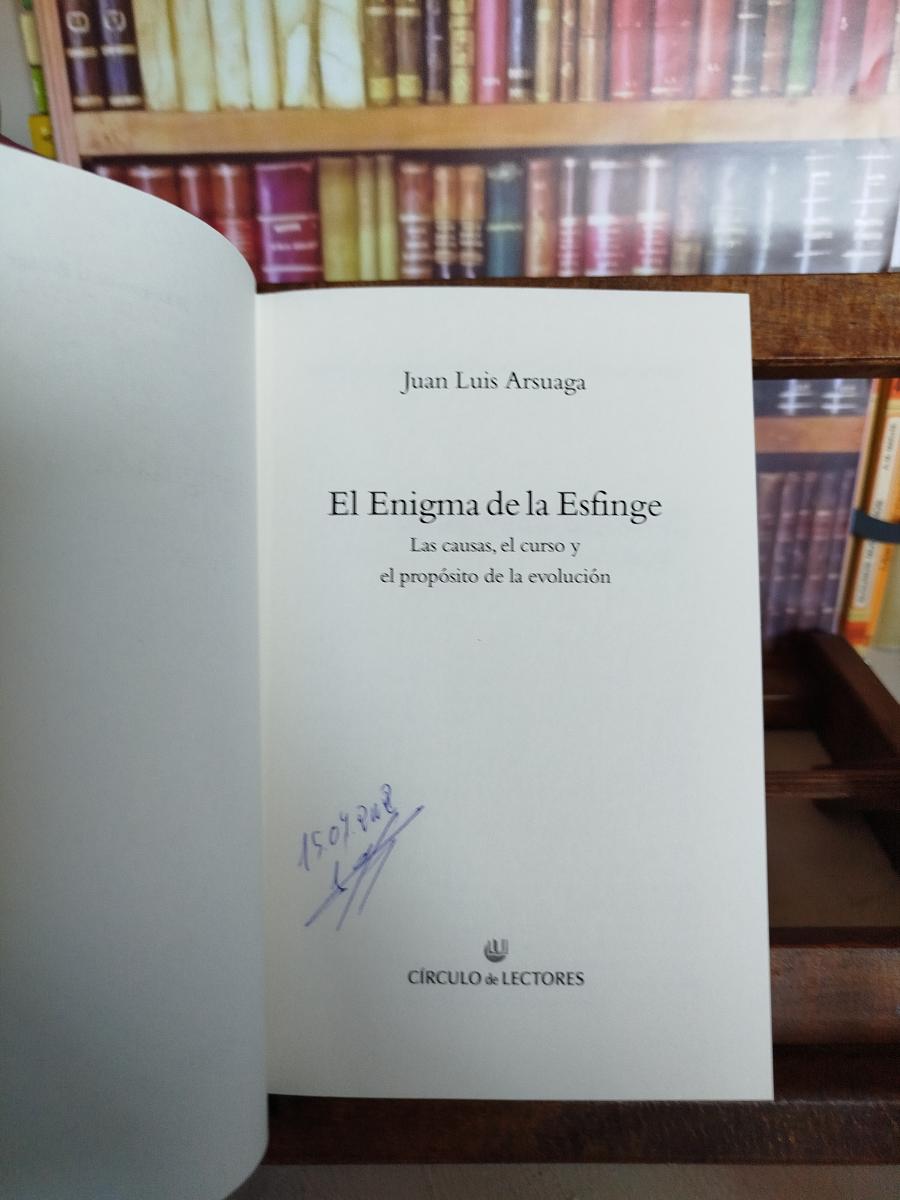 Juan Luis Arsuaga
El Enigma de la Esfinge
Las causas, el curso y
el propósito de la evolución
CÍRCULO de LECTORES